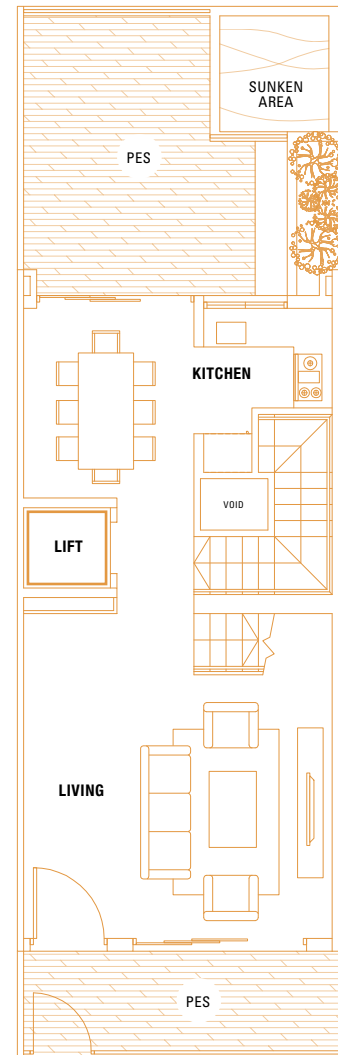 SUNKEN
AREA
PES
KITCHEN
VOID
LIFT
LIVING
PES